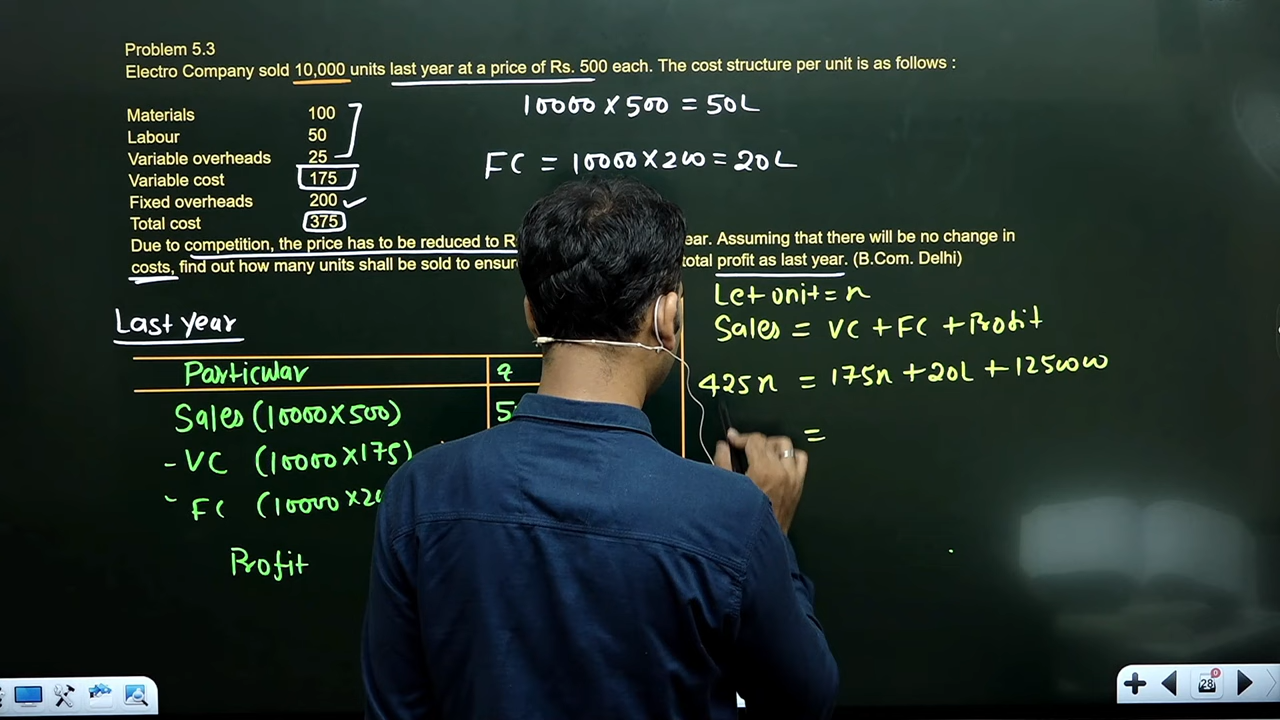 Problem 5.3
Electro Company sold 10,000 units last year at a price of Rs. 500 each. The cost structure per unit is as follows :
10000 × 500 = 50L
Materials 100
Labour 50
Variable overheads 25
FC = 10000 × 200 = 20L
Variable cost 175
Fixed overheads 200
Total cost 375
Due to competition, the price has to be reduced to ear. Assuming that there will be no change in
costs, find out how many units shall be sold to total profit as last year. (B.Com. Delhi)
Let unit = n
Last year
Sales = VC + FC + Profit
Particular
425n = 175n + 20L + 1250000
Sales (10000 × 500) 5
=
- VC (10000 × 175)
- FC (10000 × 20
Profit
28